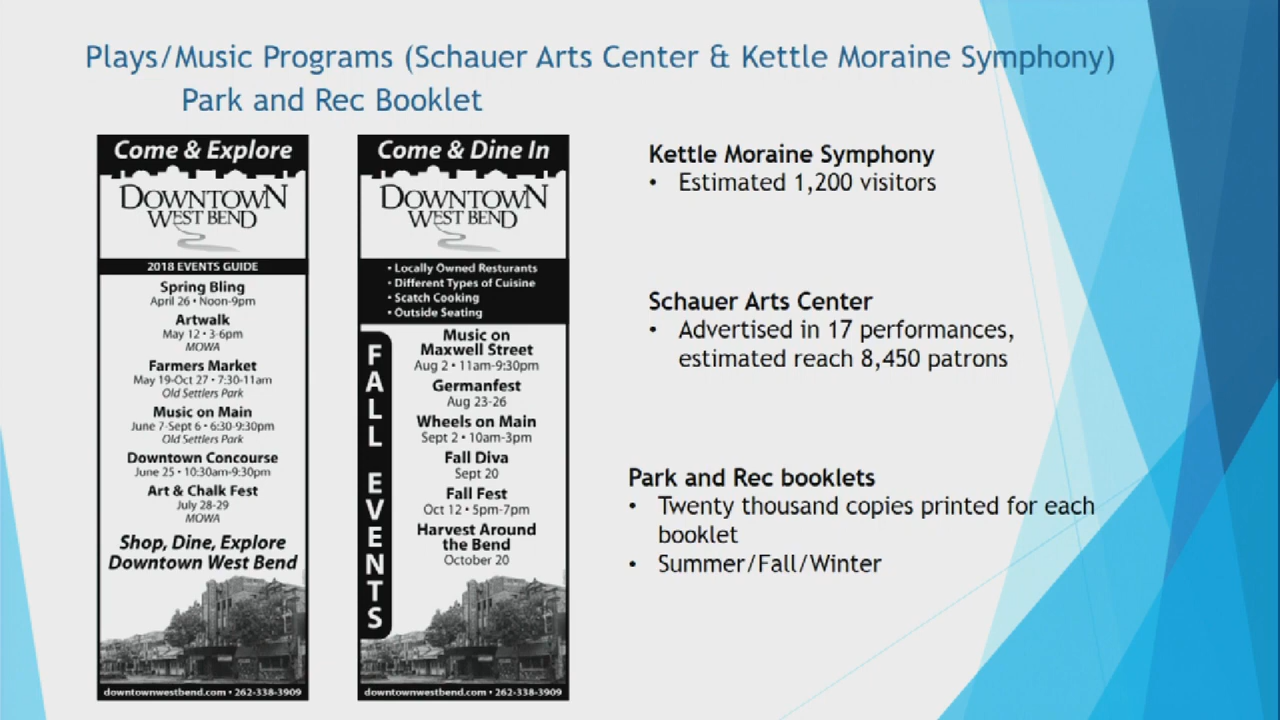 Plays/Music Programs (Schauer Arts Center & Kettle Moraine Symphony)
Park and Rec Booklet
Come & Explore
DOWNTOWN
WEST BEND
2018 EVENTS GUIDE
Spring Bling
April 26 • Noon-9pm
Artwalk
May 12 • 3-6pm
MOWA
Farmers Market
May 19-Oct 27 • 7:30-11am
Old Settlers Park
Music on Main
June 7-Sept 6 • 6:30-9:30pm
Old Settlers Park
Downtown Concourse
June 25 • 10:30am-9:30pm
Art & Chalk Fest
July 28-29
MOWA
Shop, Dine, Explore
Downtown West Bend
downtownwestbend.com • 262-338-3909
Come & Dine In
DOWNTOWN
WEST BEND
• Locally Owned Resturants
• Different Types of Cuisine
• Scatch Cooking
• Outside Seating
FALL EVENTS
Music on
Maxwell Street
Aug 2 • 11am-9:30pm
Germanfest
Aug 23-26
Wheels on Main
Sept 2 • 10am-3pm
Fall Diva
Sept 20
Fall Fest
Oct 12 • 5pm-7pm
Harvest Around
the Bend
October 20
downtownwestbend.com • 262-338-3909
Kettle Moraine Symphony
• Estimated 1,200 visitors
Schauer Arts Center
• Advertised in 17 performances,
estimated reach 8,450 patrons
Park and Rec booklets
• Twenty thousand copies printed for each
booklet
• Summer/Fall/Winter